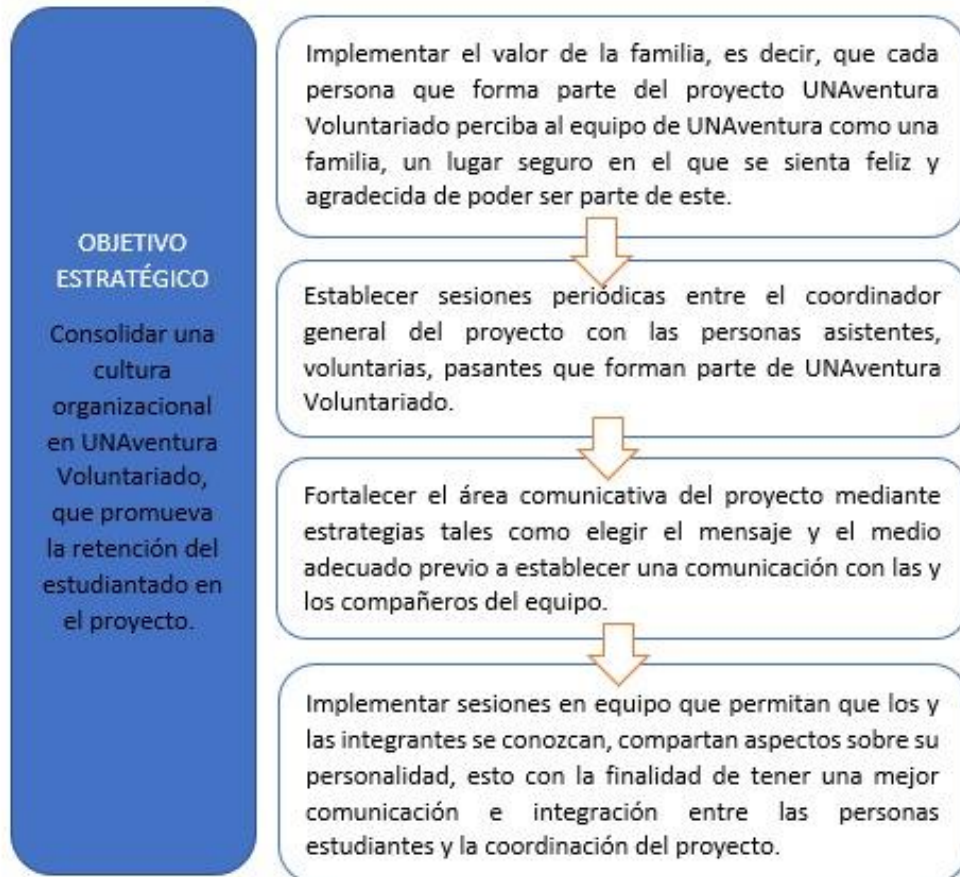 OBJETIVO
ESTRATÉGICO
Consolidar una
cultura
organizacional
en UNAventura
Voluntariado,
que promueva
la retención del
estudiantado en
el proyecto.
Implementar el valor de la familia, es decir, que cada
persona que forma parte del proyecto UNAventura
Voluntariado perciba al equipo de UNAventura como una
familia, un lugar seguro en el que se sienta feliz y
agradecida de poder ser parte de este.
Establecer sesiones periódicas entre el coordinador
general del proyecto con las personas asistentes,
voluntarias, pasantes que forman parte de UNAventura
Voluntariado.
Fortalecer el área comunicativa del proyecto mediante
estrategias tales como elegir el mensaje y el medio
adecuado previo a establecer una comunicación con las y
los compañeros del equipo.
Implementar sesiones en equipo que permitan que los y
las integrantes se conozcan, compartan aspectos sobre su
personalidad, esto con la finalidad de tener una mejor
comunicación e integración entre las personas
estudiantes y la coordinación del proyecto.